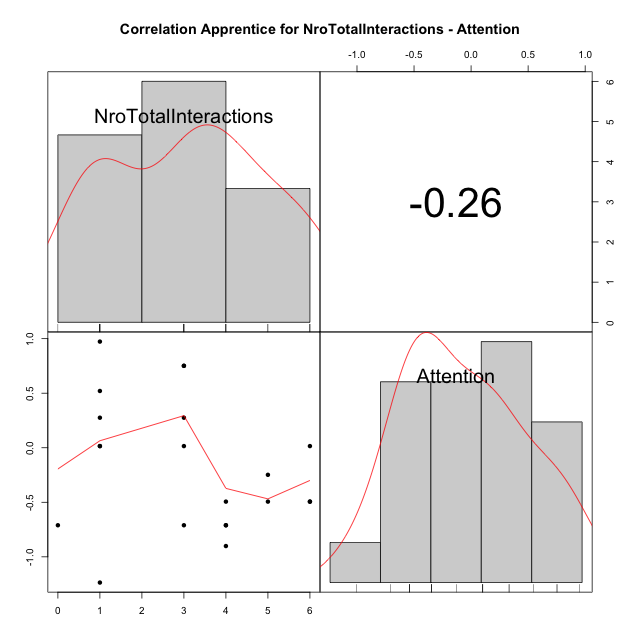 Correlation Apprentice for NroTotalInteractions - Attention
-1.0 -0.5 0.0 0.5 1.0
NroTotalInteractions
-0.26
6
5
4
3
2
1
0
1.0
0.5
0.0
-0.5
-1.0
Attention
0 1 2 3 4 5 6